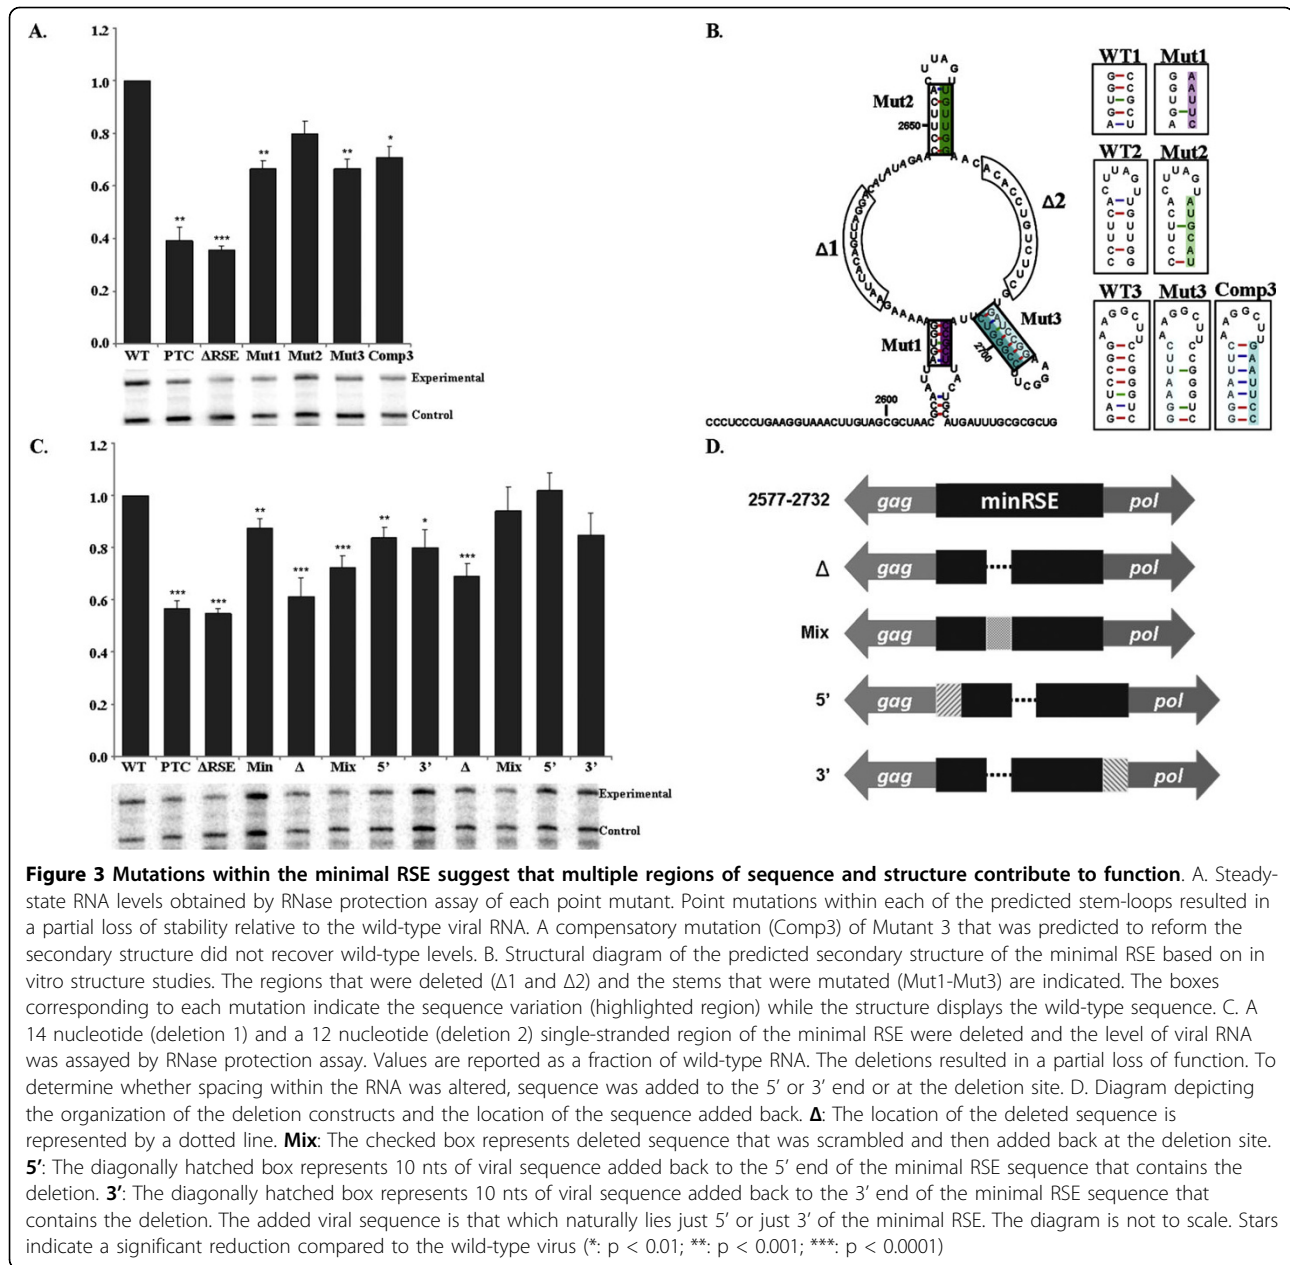 A.
1.2
1.0
0.8
0.6
0.4
0.2
0.0
** *** ** ** *
WT PTC ΔRSE Mut1 Mut2 Mut3 Comp3
Experimental
Control
B.
Mut2
2650
Δ1
Δ2
Mut1
Mut3
2700
2600
CCCUCCCUGAAGGUAAACUUGUAGCGCUAAC
AUGAUUUGCGCGCUG
WT1 Mut1
WT2 Mut2
WT3 Mut3 Comp3
C.
1.2
1.0
0.8
0.6
0.4
0.2
0.0
*** *** ** *** *** ** * ***
WT PTC ΔRSE Min Δ Mix 5’ 3’ Δ Mix 5’ 3’
Experimental
Control
D.
2577-2732 gag minRSE pol
Δ gag pol
Mix gag pol
5’ gag pol
3’ gag pol
Figure 3 Mutations within the minimal RSE suggest that multiple regions of sequence and structure contribute to function. A. Steady-
state RNA levels obtained by RNase protection assay of each point mutant. Point mutations within each of the predicted stem-loops resulted in
a partial loss of stability relative to the wild-type viral RNA. A compensatory mutation (Comp3) of Mutant 3 that was predicted to reform the
secondary structure did not recover wild-type levels. B. Structural diagram of the predicted secondary structure of the minimal RSE based on in
vitro structure studies. The regions that were deleted (Δ1 and Δ2) and the stems that were mutated (Mut1-Mut3) are indicated. The boxes
corresponding to each mutation indicate the sequence variation (highlighted region) while the structure displays the wild-type sequence. C. A
14 nucleotide (deletion 1) and a 12 nucleotide (deletion 2) single-stranded region of the minimal RSE were deleted and the level of viral RNA
was assayed by RNase protection assay. Values are reported as a fraction of wild-type RNA. The deletions resulted in a partial loss of function. To
determine whether spacing within the RNA was altered, sequence was added to the 5’ or 3’ end or at the deletion site. D. Diagram depicting
the organization of the deletion constructs and the location of the sequence added back. Δ: The location of the deleted sequence is
represented by a dotted line. Mix: The checked box represents deleted sequence that was scrambled and then added back at the deletion site.
5’: The diagonally hatched box represents 10 nts of viral sequence added back to the 5’ end of the minimal RSE sequence that contains the
deletion. 3’: The diagonally hatched box represents 10 nts of viral sequence added back to the 3’ end of the minimal RSE sequence that
contains the deletion. The added viral sequence is that which naturally lies just 5’ or just 3’ of the minimal RSE. The diagram is not to scale. Stars
indicate a significant reduction compared to the wild-type virus (*: p < 0.01; **: p < 0.001; ***: p < 0.0001)